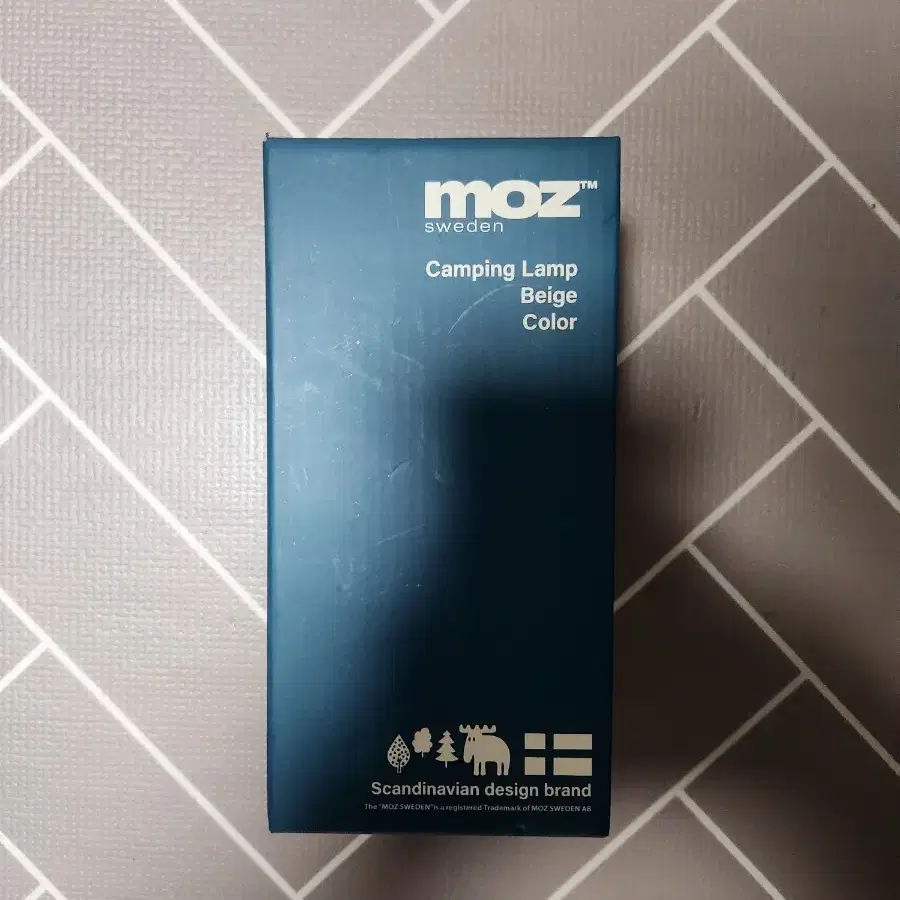 moz™
sweden
Camping Lamp
Beige
Color
Scandinavian design brand
The "MOZ SWEDEN" is a registered Trademark of MOZ SWEDEN AB